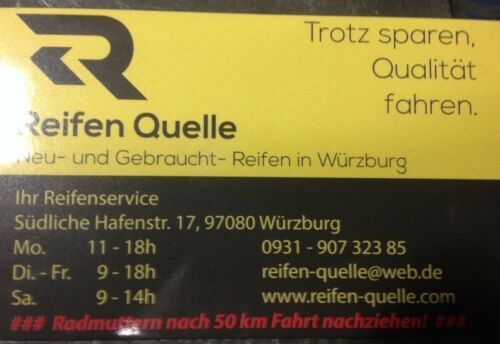 Trotz sparen,
Qualität
fahren.
Reifen Quelle
Neu- und Gebraucht- Reifen in Würzburg
Ihr Reifenservice
Südliche Hafenstr. 17, 97080 Würzburg
Mo. 11 - 18h 0931 - 907 323 85
Di. - Fr. 9 - 18h reifen-quelle@web.de
Sa. 9 - 14h www.reifen-quelle.com
### Radmuttern nach 50 km Fahrt nachziehen! ###